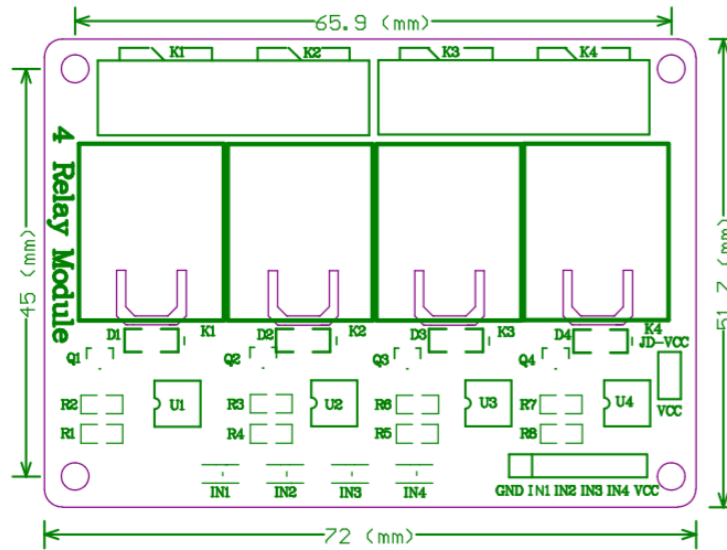 65.9 (mm)
K1 K2 K3 K4
4 Relay Module
45 (mm)
51.7 (mm)
D1 K1 D2 K2 D3 K3 D4 K4
JD-VCC
Q1 Q2 Q3 Q4
VCC
R2 U1 R3 U2 R6 U3 R7 U4
R1 R4 R5 R8
IN1 IN2 IN3 IN4
GND IN1 IN2 IN3 IN4 VCC
72 (mm)